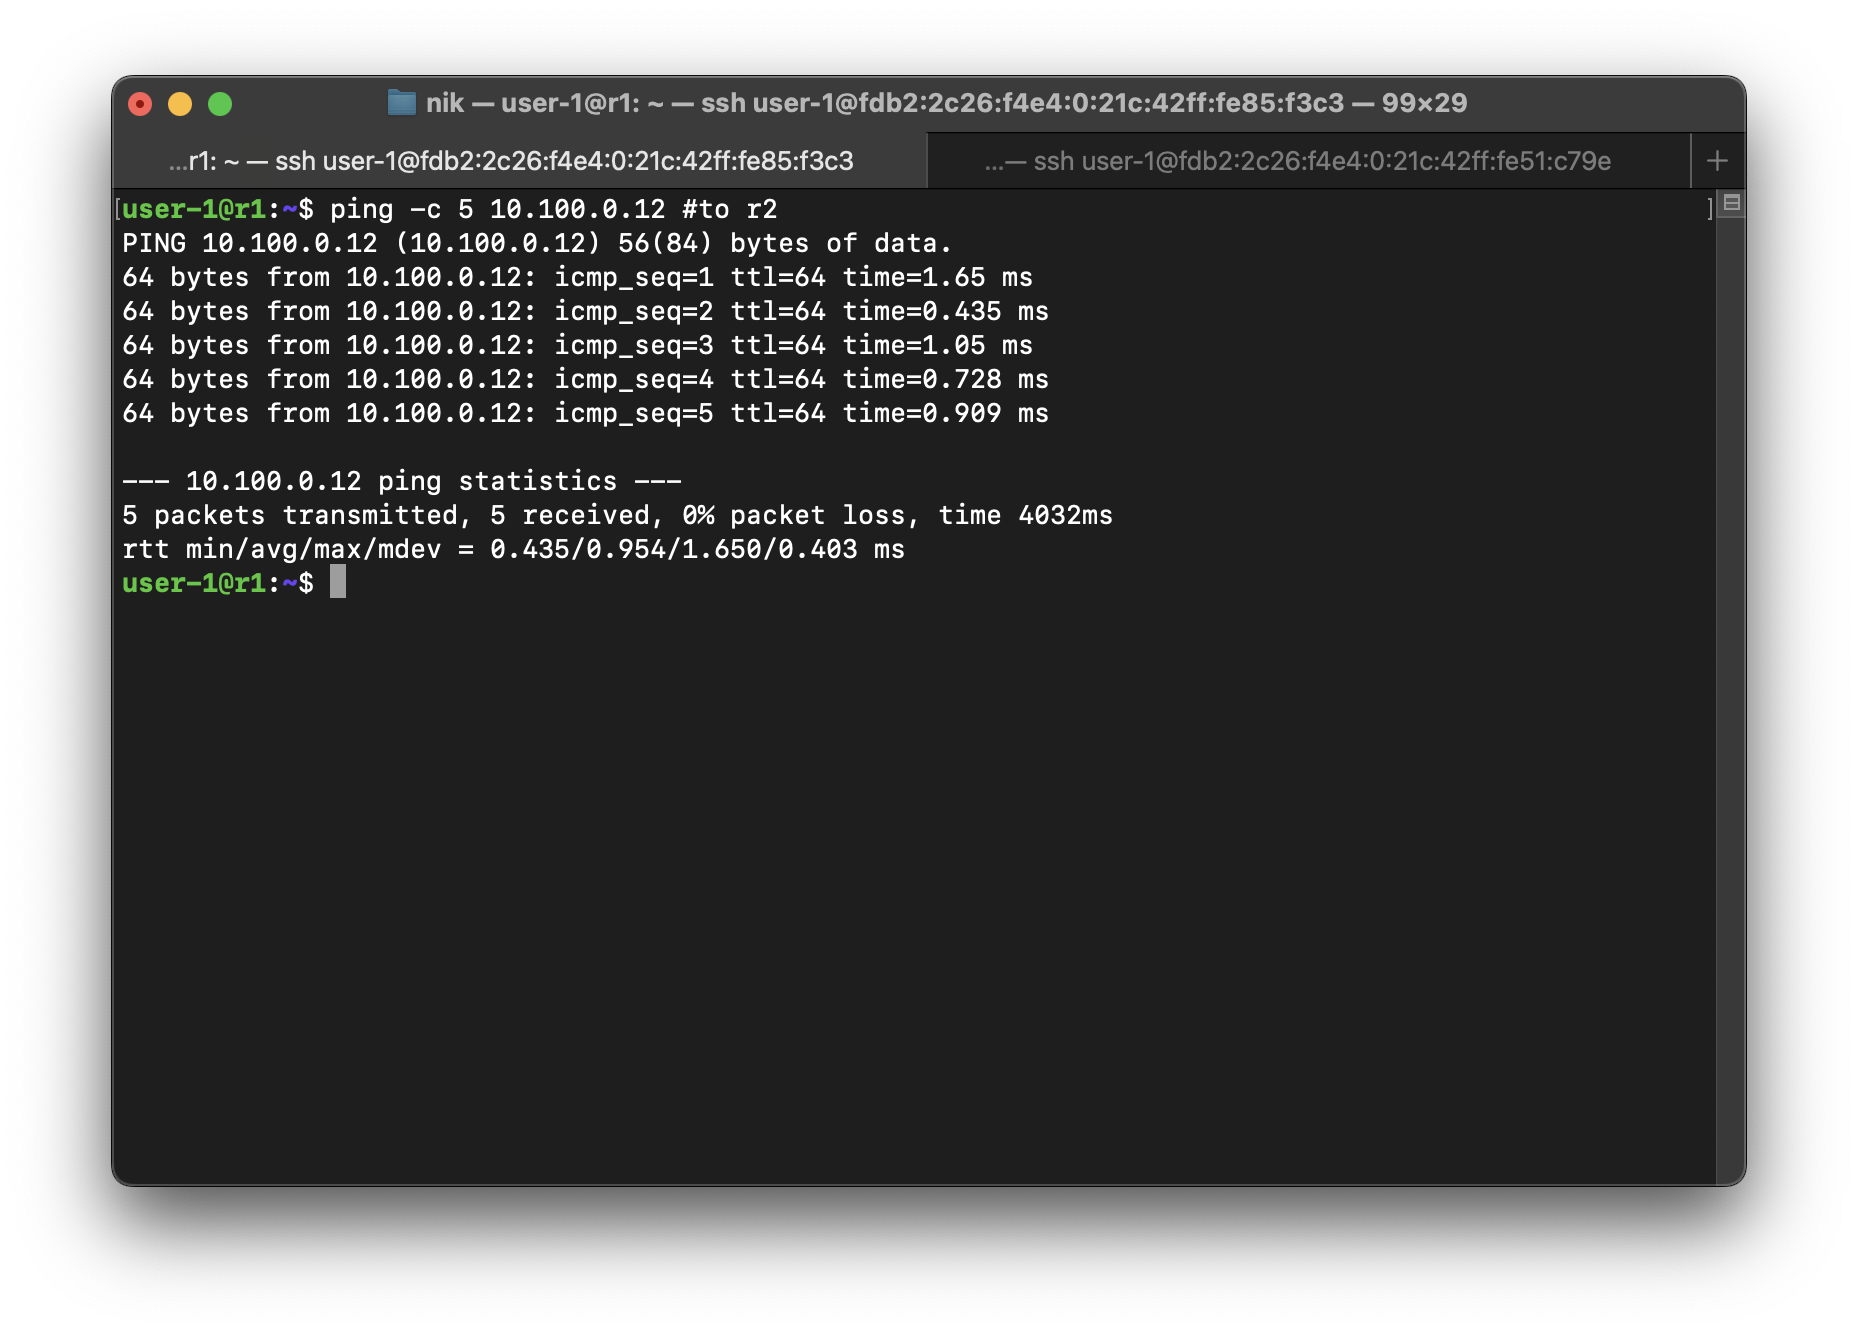 nik — user-1@r1: ~ — ssh user-1@fdb2:2c26:f4e4:0:21c:42ff:fe85:f3c3 — 99×29
...r1: ~ — ssh user-1@fdb2:2c26:f4e4:0:21c:42ff:fe85:f3c3
...— ssh user-1@fdb2:2c26:f4e4:0:21c:42ff:fe51:c79e
[user-1@r1:~$ ping -c 5 10.100.0.12 #to r2 ]
PING 10.100.0.12 (10.100.0.12) 56(84) bytes of data.
64 bytes from 10.100.0.12: icmp_seq=1 ttl=64 time=1.65 ms
64 bytes from 10.100.0.12: icmp_seq=2 ttl=64 time=0.435 ms
64 bytes from 10.100.0.12: icmp_seq=3 ttl=64 time=1.05 ms
64 bytes from 10.100.0.12: icmp_seq=4 ttl=64 time=0.728 ms
64 bytes from 10.100.0.12: icmp_seq=5 ttl=64 time=0.909 ms
--- 10.100.0.12 ping statistics ---
5 packets transmitted, 5 received, 0% packet loss, time 4032ms
rtt min/avg/max/mdev = 0.435/0.954/1.650/0.403 ms
user-1@r1:~$